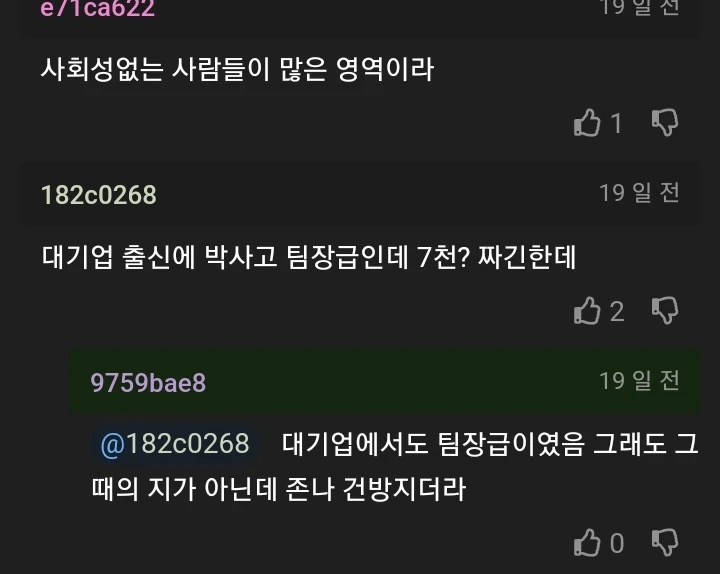 e71ca622 19 일 전
사회성없는 사람들이 많은 영역이라
1
182c0268 19 일 전
대기업 출신에 박사고 팀장급인데 7천? 짜긴한데
2
9759bae8 19 일 전
@182c0268 대기업에서도 팀장급이였음 그래도 그
때의 지가 아닌데 존나 건방지더라
0